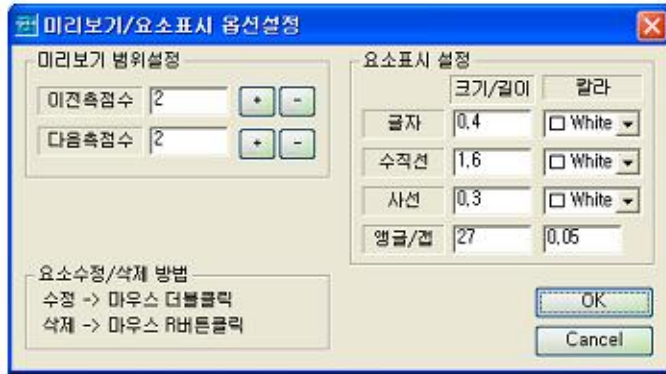 미리보기/요소표시 옵션설정
미리보기 범위설정
이전측점수 2 + -
다음측점수 2 + -
요소수정/삭제 방법
수정 -> 마우스 더블클릭
삭제 -> 마우스 R버튼클릭
요소표시 설정
크기/길이 칼라
글자 0,4 White
수직선 1,6 White
사선 0,3 White
앵글/갭 27 0,05
OK
Cancel